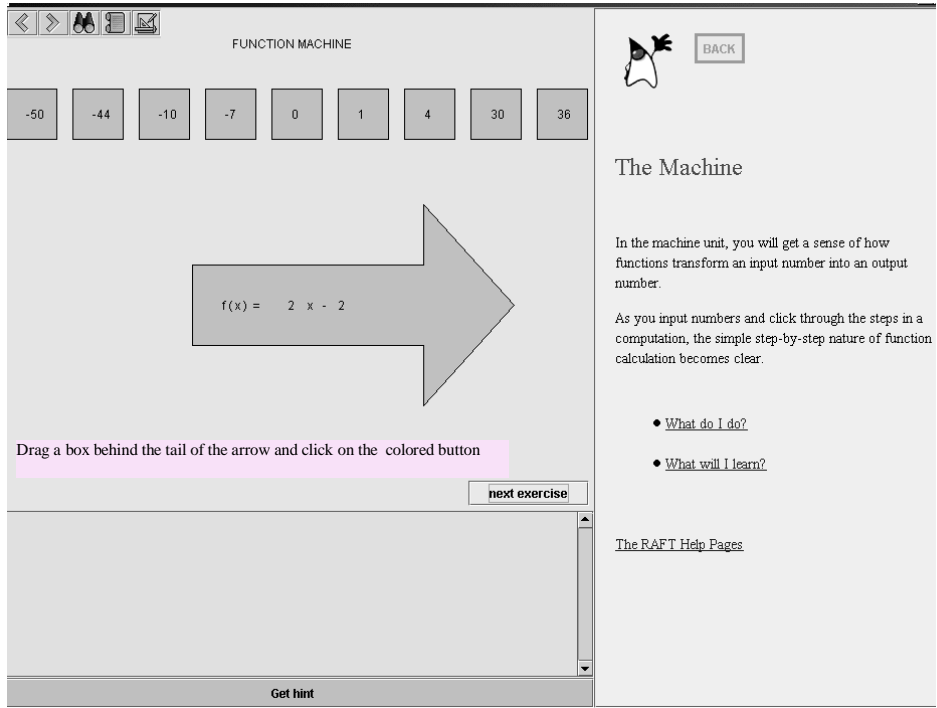 FUNCTION MACHINE
-50 -44 -10 -7 0 1 4 30 36
f(x) = 2 x - 2
Drag a box behind the tail of the arrow and click on the colored button
next exercise
Get hint
BACK
The Machine
In the machine unit, you will get a sense of how
functions transform an input number into an output
number.
As you input numbers and click through the steps in a
computation, the simple step-by-step nature of function
calculation becomes clear.
What do I do?
What will I learn?
The RAFT Help Pages